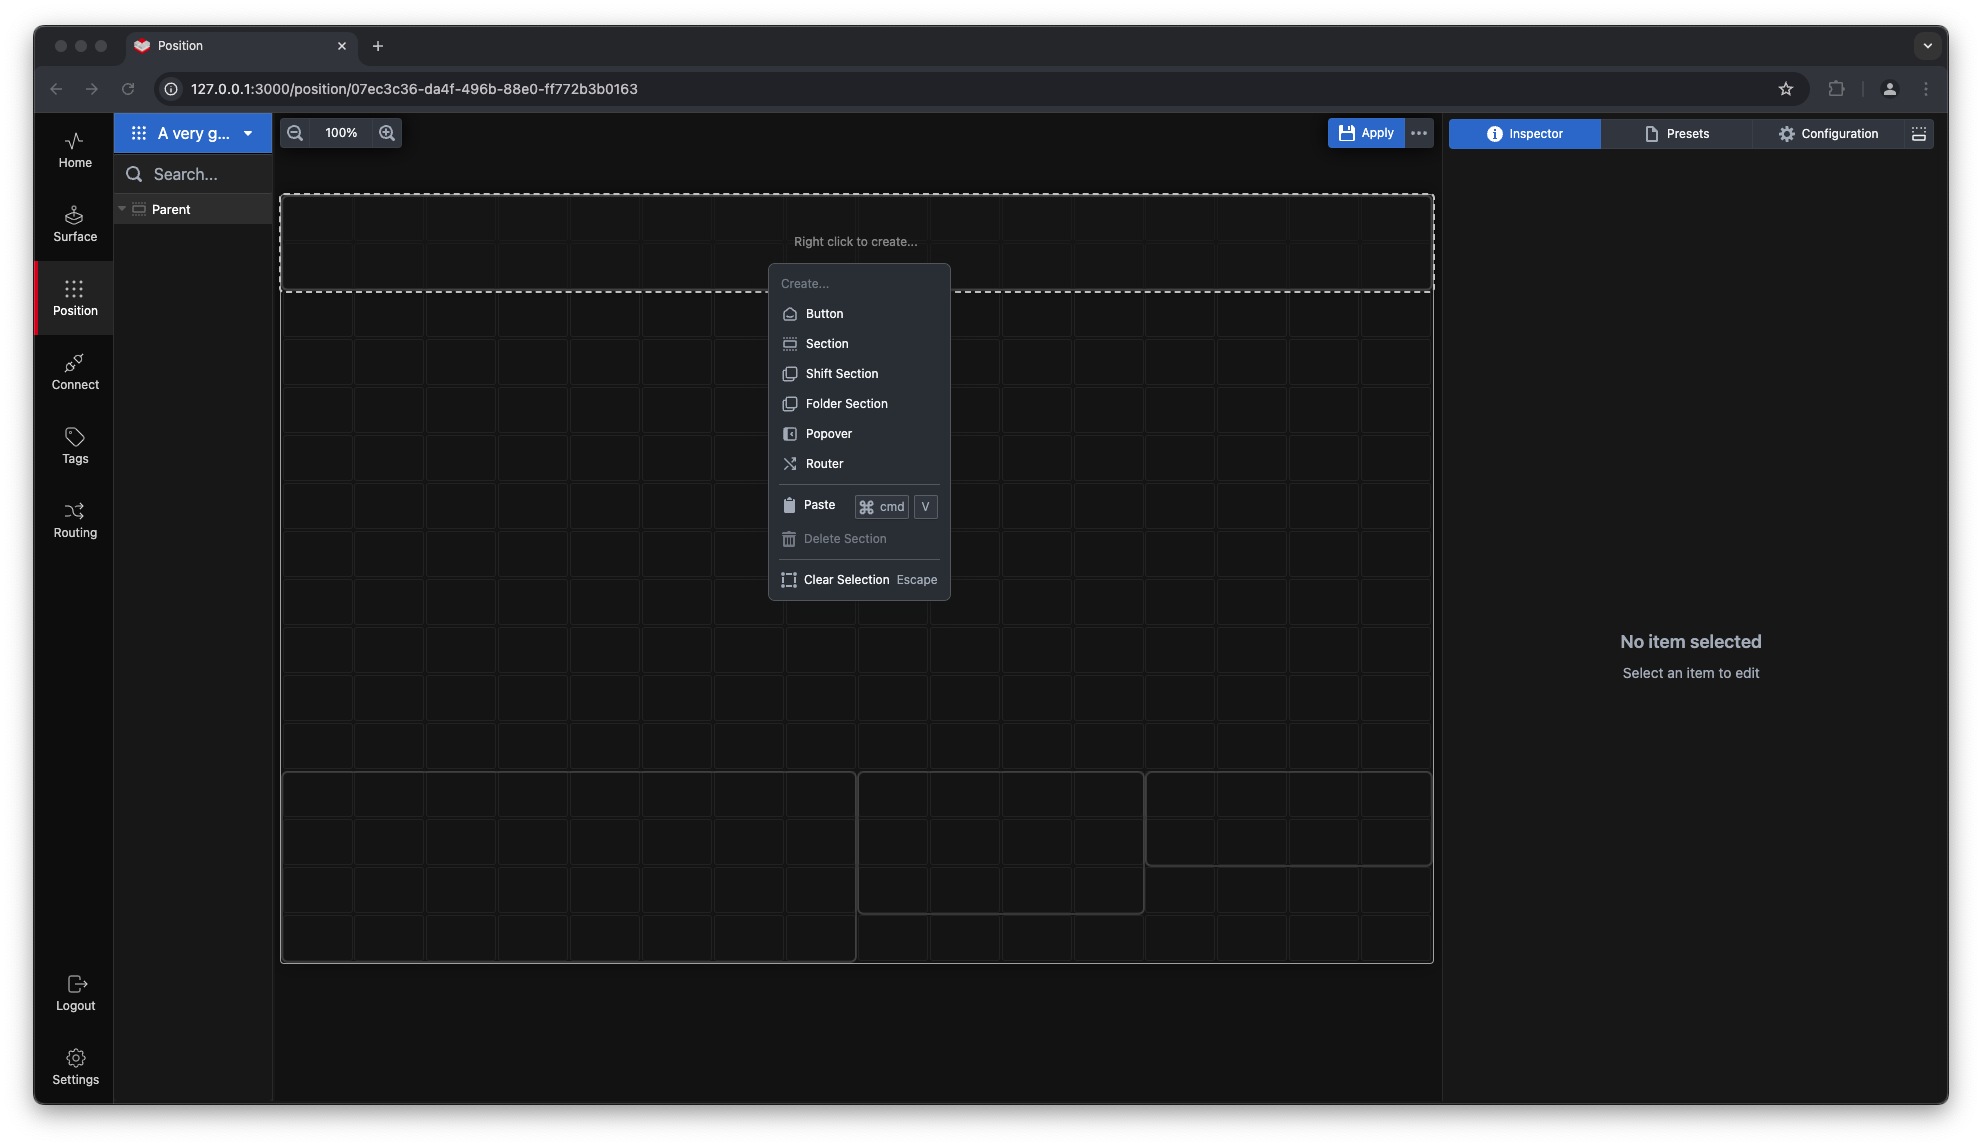 Position
127.0.0.1:3000/position/07ec3c36-da4f-496b-88e0-ff772b3b0163
Home
Surface
Position
Connect
Tags
Routing
Logout
Settings
A very g...
Search...
Parent
100%
Apply
Right click to create...
Create...
Button
Section
Shift Section
Folder Section
Popover
Router
Paste ⌘ cmd V
Delete Section
Clear Selection Escape
Inspector
Presets
Configuration
No item selected
Select an item to edit